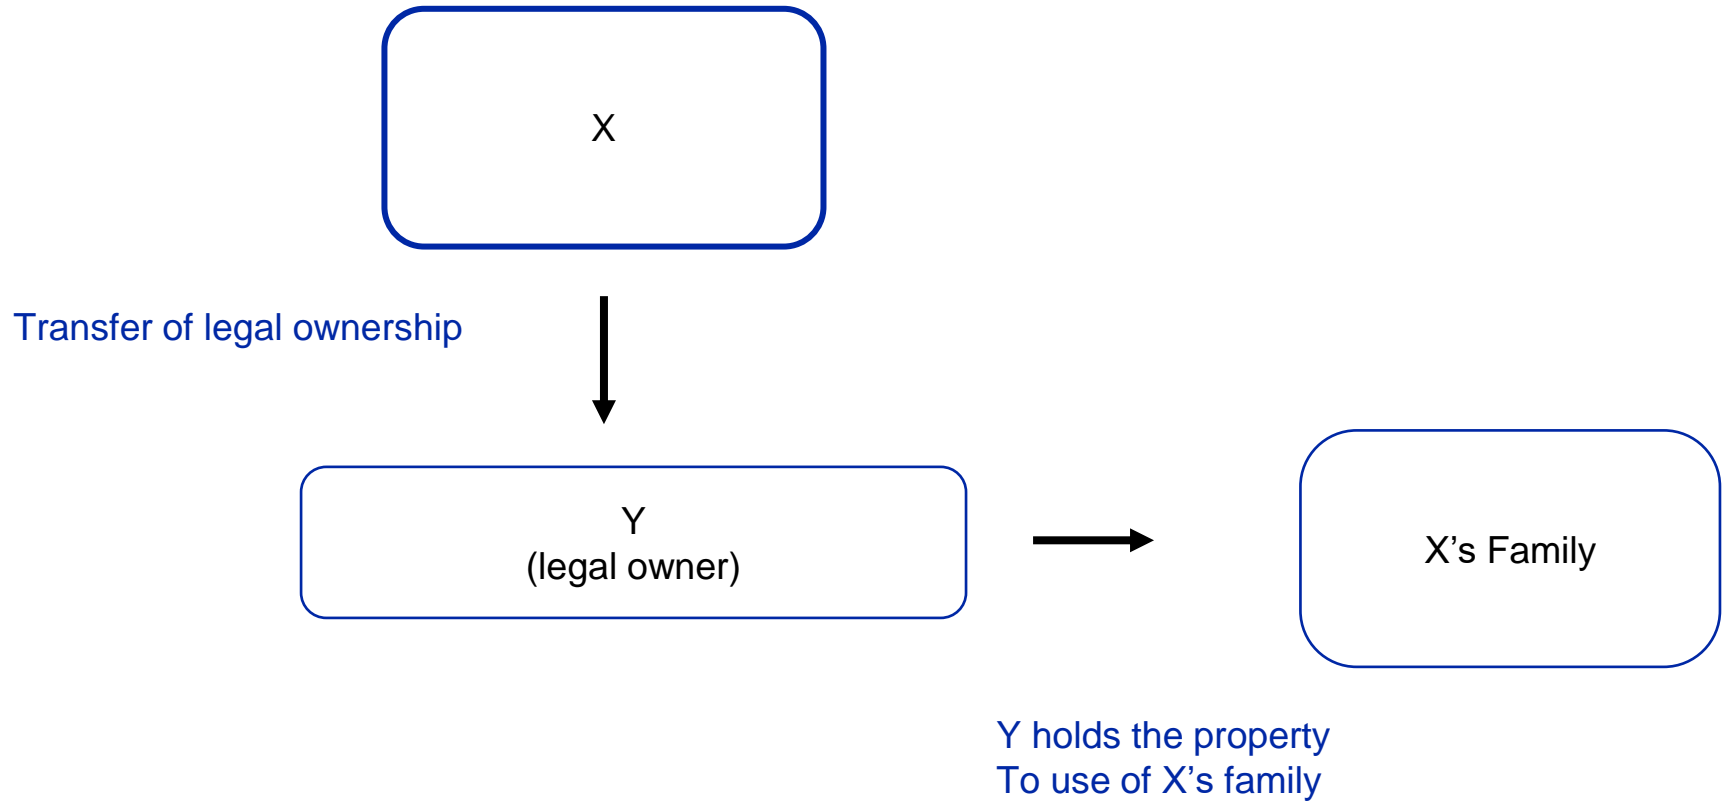 X
Transfer of legal ownership
Y
(legal owner)
X’s Family
Y holds the property
To use of X’s family